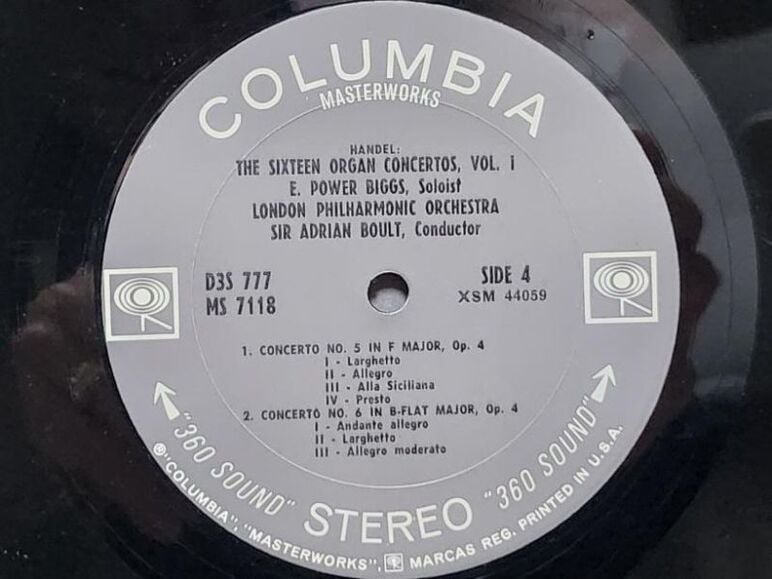 COLUMBIA
MASTERWORKS
HANDEL:
THE SIXTEEN ORGAN CONCERTOS, VOL. i
E. POWER BIGGS, Soloist
LONDON PHILHARMONIC ORCHESTRA
SIR ADRIAN BOULT, Conductor
D3S 777
MS 7118
SIDE 4
XSM 44059
1. CONCERTO NO. 5 IN F MAJOR, Op. 4
I - Larghetto
II - Allegro
III - Alla Siciliana
IV - Presto
2. CONCERTO NO. 6 IN B-FLAT MAJOR, Op. 4
I - Andante allegro
II - Larghetto
III - Allegro moderato
"360 SOUND" STEREO "360 SOUND"
®"COLUMBIA", "MASTERWORKS", MARCAS REG. PRINTED IN U.S.A.